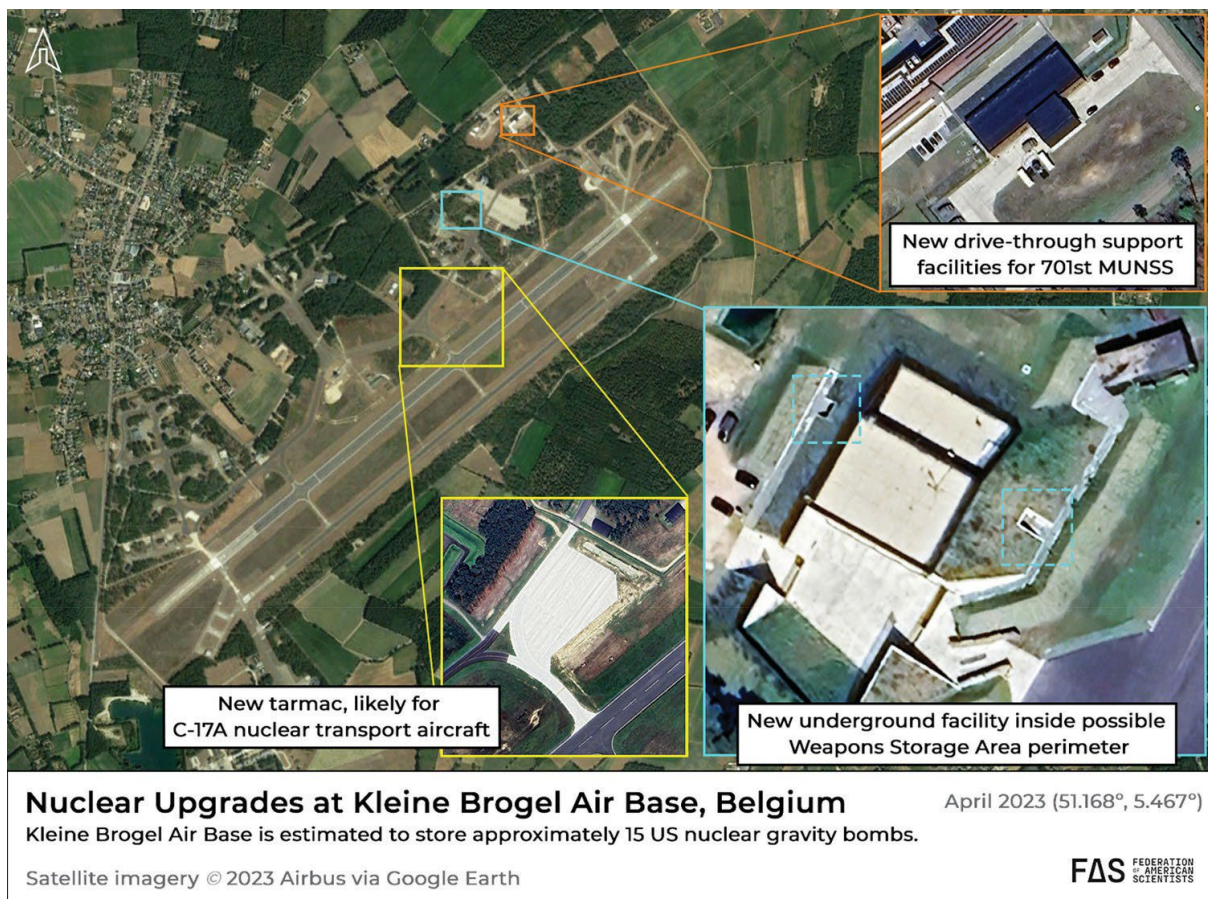 New drive-through support
facilities for 701st MUNSS
New tarmac, likely for
C-17A nuclear transport aircraft
New underground facility inside possible
Weapons Storage Area perimeter
Nuclear Upgrades at Kleine Brogel Air Base, Belgium
April 2023 (51.168º, 5.467º)
Kleine Brogel Air Base is estimated to store approximately 15 US nuclear gravity bombs.
Satellite imagery © 2023 Airbus via Google Earth
FAS
FEDERATION
OF AMERICAN
SCIENTISTS